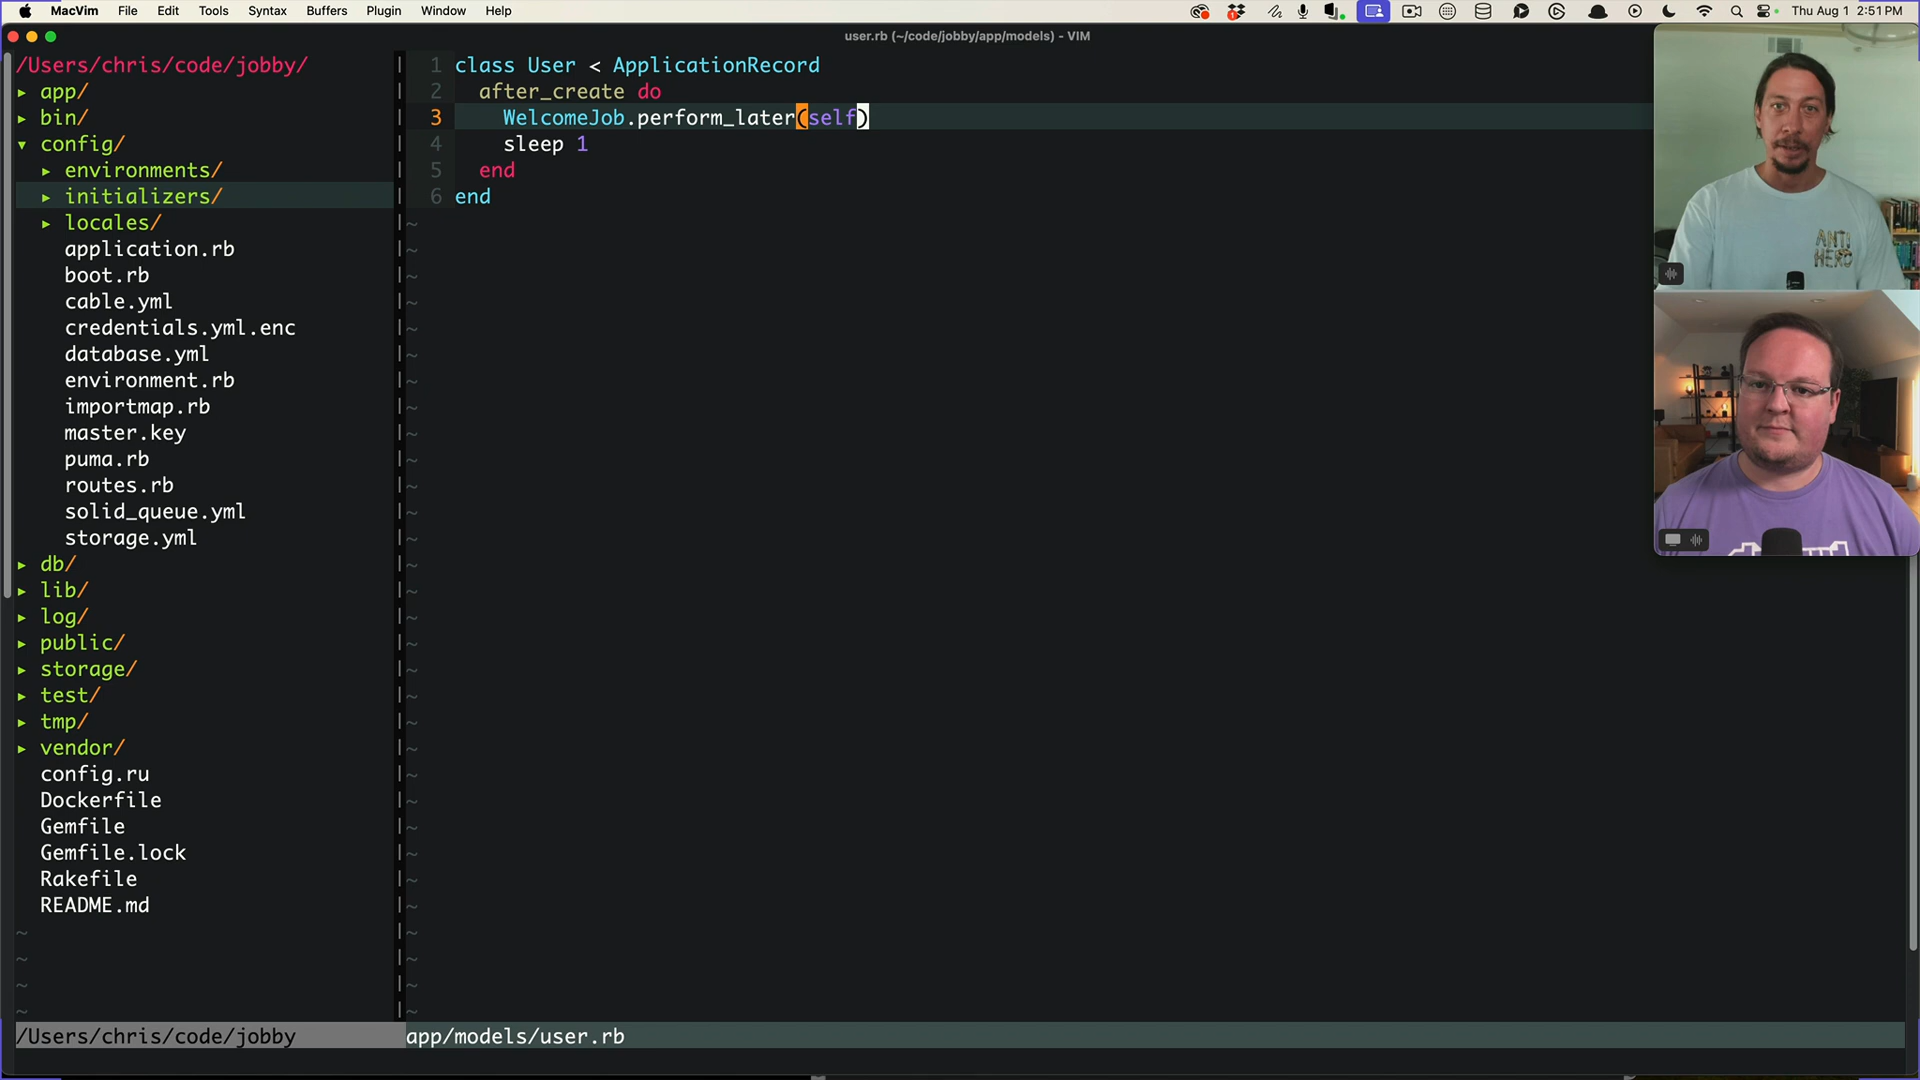 MacVim File Edit Tools Syntax Buffers Plugin Window Help Thu Aug 1 2:51 PM
user.rb (~/code/jobby/app/models) - VIM
/Users/chris/code/jobby/
▸ app/
▸ bin/
▾ config/
▸ environments/
▸ initializers/
▸ locales/
application.rb
boot.rb
cable.yml
credentials.yml.enc
database.yml
environment.rb
importmap.rb
master.key
puma.rb
routes.rb
solid_queue.yml
storage.yml
▸ db/
▸ lib/
▸ log/
▸ public/
▸ storage/
▸ test/
▸ tmp/
▸ vendor/
config.ru
Dockerfile
Gemfile
Gemfile.lock
Rakefile
README.md
~
~
~
~
/Users/chris/code/jobby
1 class User < ApplicationRecord
2 after_create do
3 WelcomeJob.perform_later(self)
4 sleep 1
5 end
6 end
app/models/user.rb
ANTI
HERO